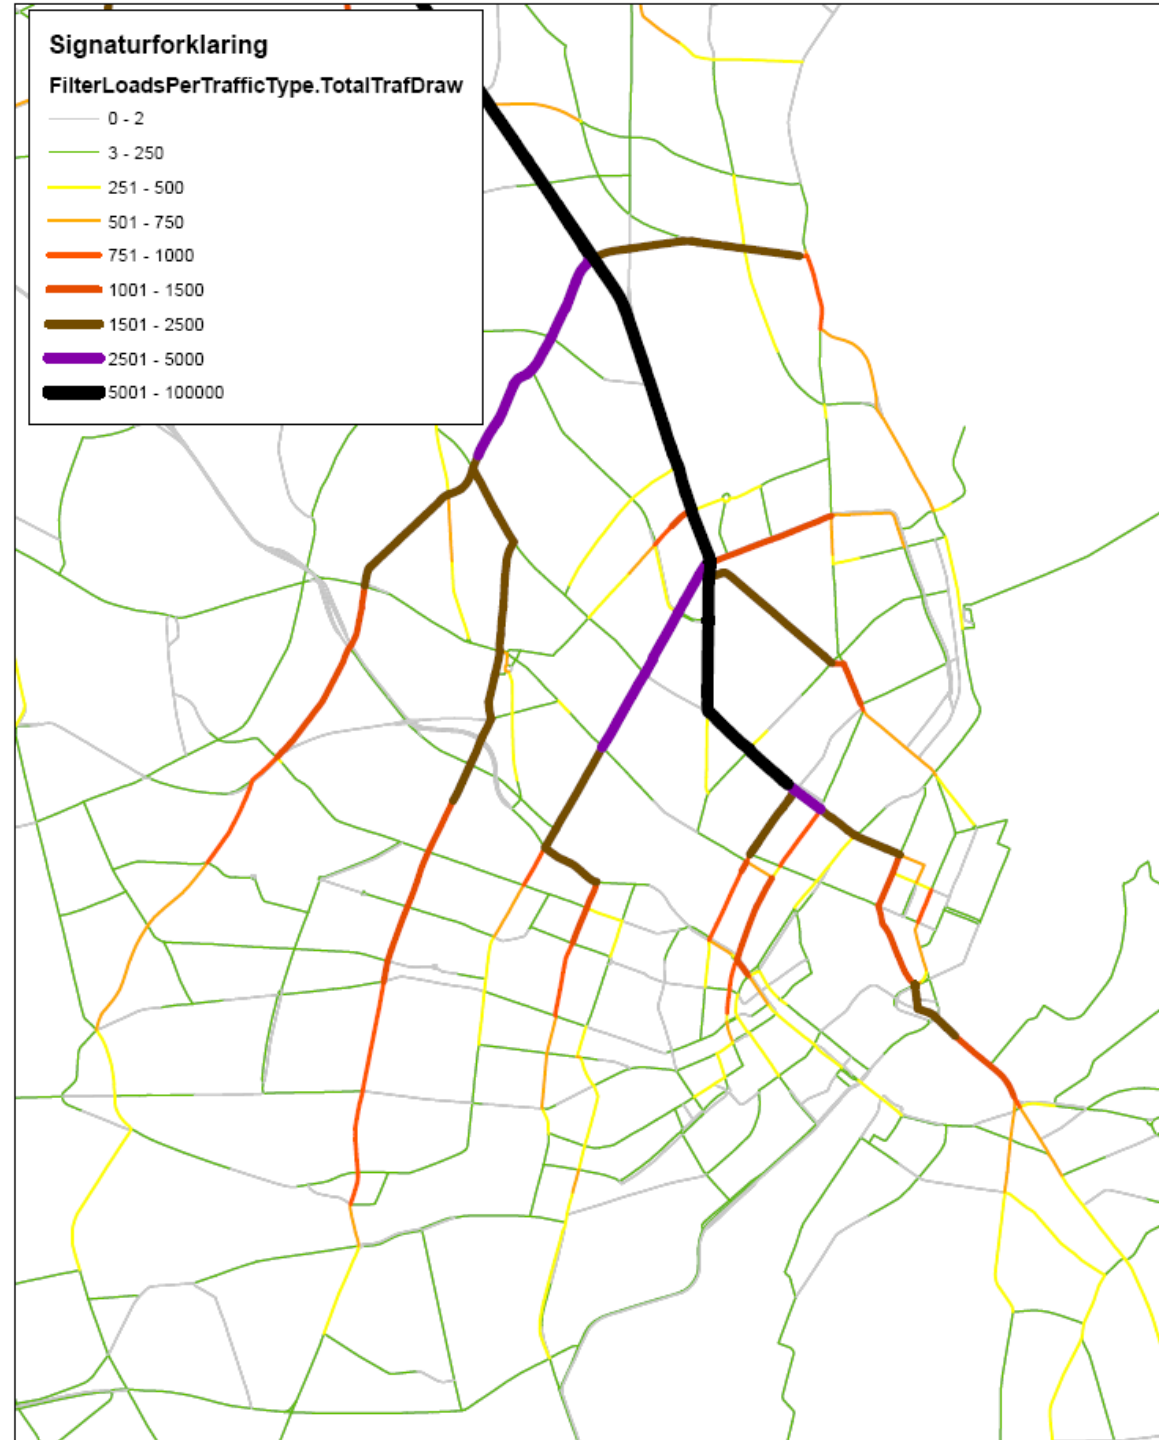 Signaturforklaring
FilterLoadsPerTrafficType.TotalTrafDraw
0 - 2
3 - 250
251 - 500
501 - 750
751 - 1000
1001 - 1500
1501 - 2500
2501 - 5000
5001 - 100000